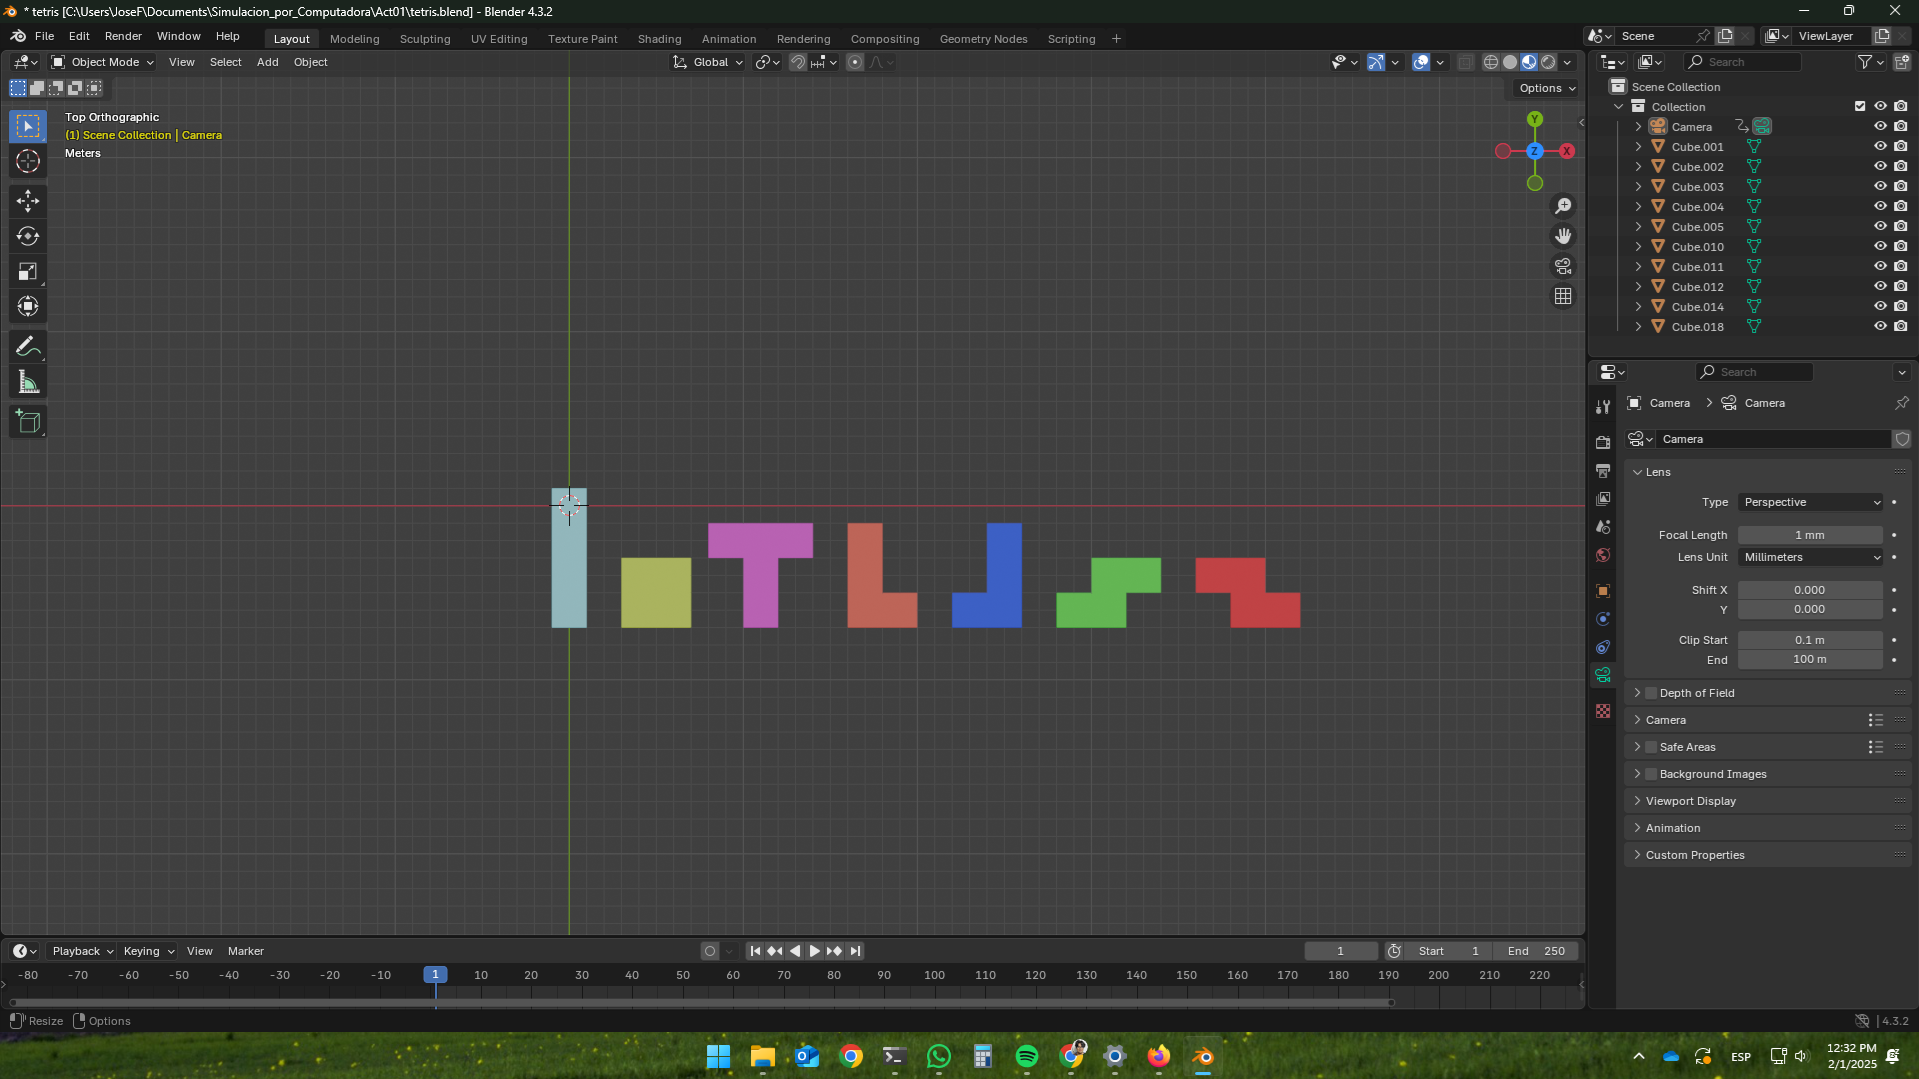 * tetris [C:\Users\JoseF\Documents\Simulacion_por_Computadora\Act01\tetris.blend] - Blender 4.3.2
File Edit Render Window Help Layout Modeling Sculpting UV Editing Texture Paint Shading Animation Rendering Compositing Geometry Nodes Scripting + Scene ViewLayer
Object Mode View Select Add Object Global Search
Options
Top Orthographic
(1) Scene Collection | Camera
Meters
Y
Z X
Scene Collection
Collection
Camera
Cube.001
Cube.002
Cube.003
Cube.004
Cube.005
Cube.010
Cube.011
Cube.012
Cube.014
Cube.018
Search
Camera > Camera
Camera
Lens
Type Perspective
Focal Length 1 mm
Lens Unit Millimeters
Shift X 0.000
Y 0.000
Clip Start 0.1 m
End 100 m
Depth of Field
Camera
Safe Areas
Background Images
Viewport Display
Animation
Custom Properties
Playback Keying View Marker 1 Start 1 End 250
-80 -70 -60 -50 -40 -30 -20 -10 1 10 20 30 40 50 60 70 80 90 100 110 120 130 140 150 160 170 180 190 200 210 220
Resize Options 4.3.2
ESP 12:32 PM
2/1/2025